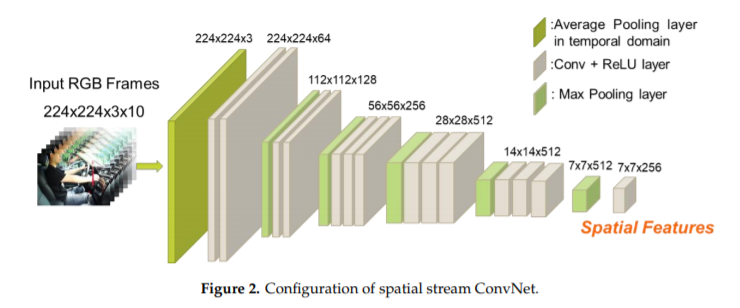 224x224x3
224x224x64
:Average Pooling layer
in temporal domain
:Conv + ReLU layer
: Max Pooling layer
Input RGB Frames
224x224x3x10
112x112x128
56x56x256
28x28x512
14x14x512
7x7x512
7x7x256
Spatial Features
Figure 2. Configuration of spatial stream ConvNet.